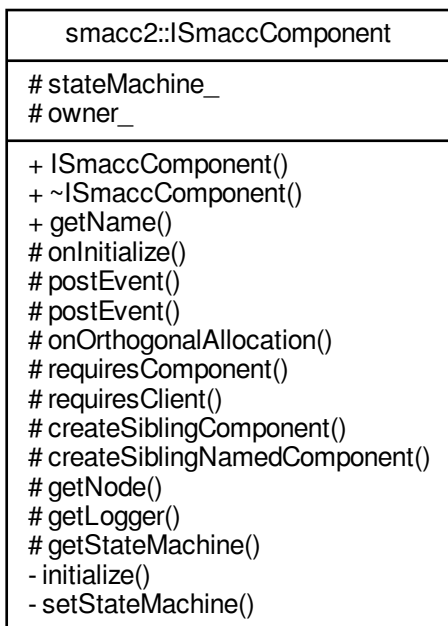 smacc2::ISmaccComponent
# stateMachine_
# owner_
+ ISmaccComponent()
+ ~ISmaccComponent()
+ getName()
# onInitialize()
# postEvent()
# postEvent()
# onOrthogonalAllocation()
# requiresComponent()
# requiresClient()
# createSiblingComponent()
# createSiblingNamedComponent()
# getNode()
# getLogger()
# getStateMachine()
- initialize()
- setStateMachine()